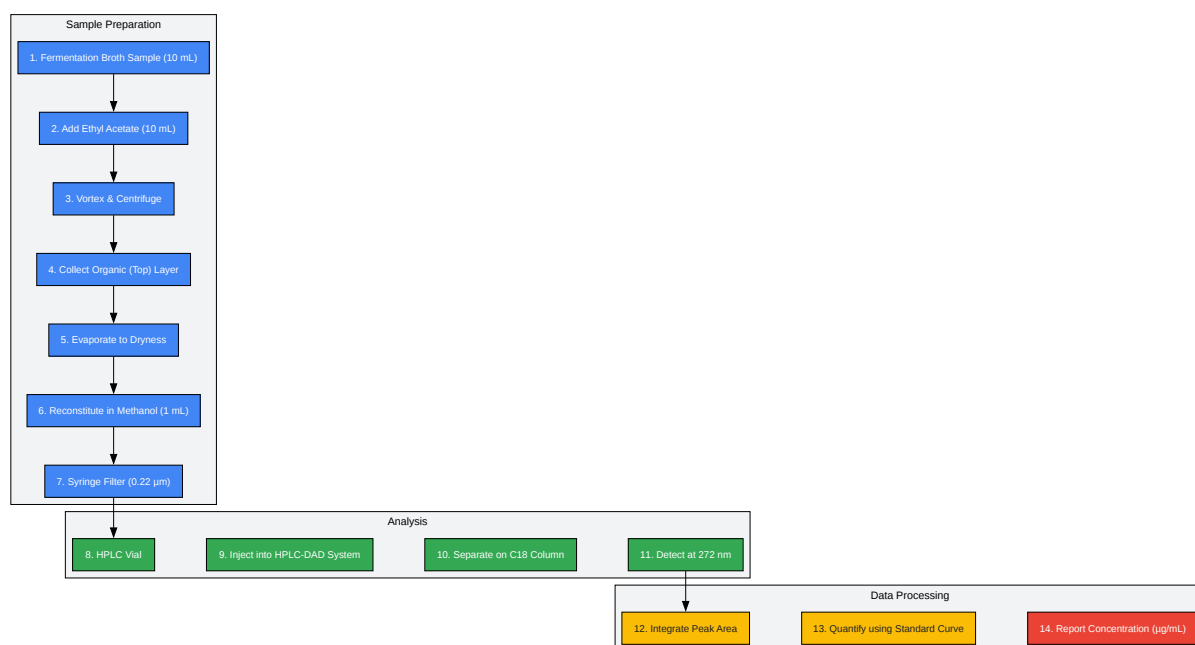 Sample Preparation
1. Fermentation Broth Sample (10 mL)
2. Add Ethyl Acetate (10 mL)
3. Vortex & Centrifuge
4. Collect Organic (Top) Layer
5. Evaporate to Dryness
6. Reconstitute in Methanol (1 mL)
7. Syringe Filter (0.22 µm)
Analysis
8. HPLC Vial
9. Inject into HPLC-DAD System
10. Separate on C18 Column
11. Detect at 272 nm
Data Processing
12. Integrate Peak Area
13. Quantify using Standard Curve
14. Report Concentration (µg/mL)